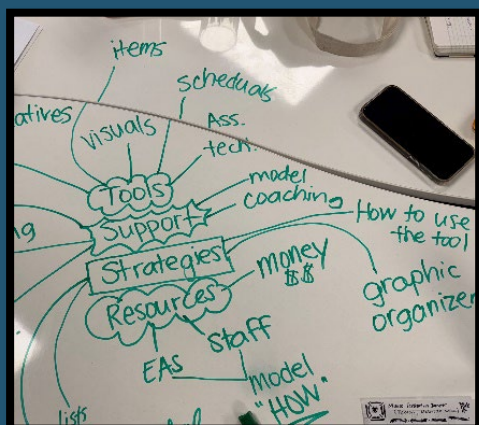 items
scheduals
atives
visuals
Ass.
tech.
Tools
model
coaching
Support
How to use
the tool
Strategies
money
$$
graphic
organizer
Resources
Staff
EAS
Model
"HOW"
lists